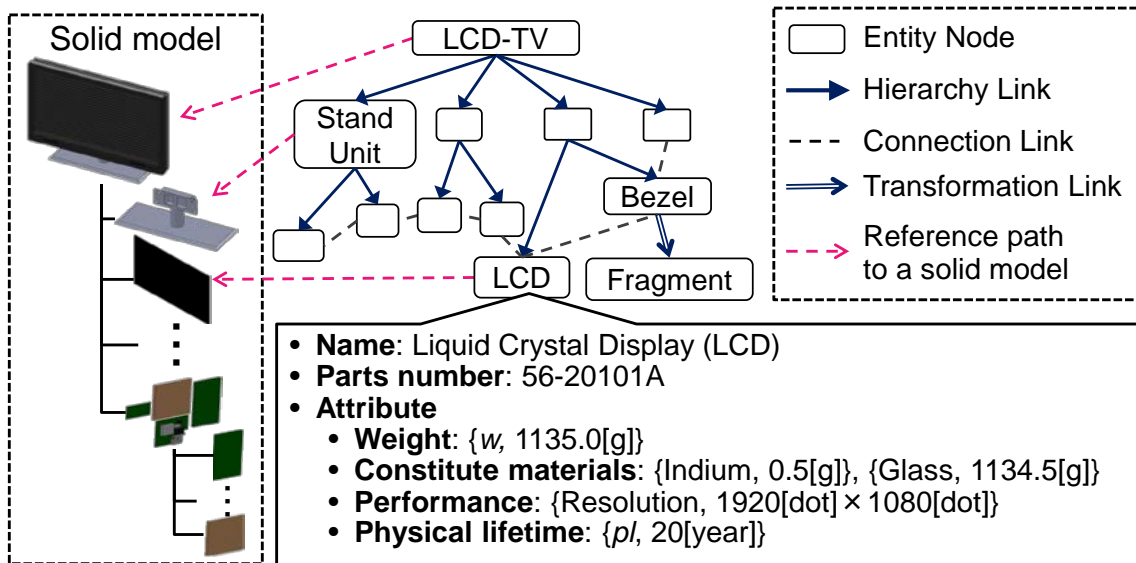 Solid model
LCD-TV
Stand
Unit
Bezel
LCD
Fragment
Entity Node
Hierarchy Link
Connection Link
Transformation Link
Reference path
to a solid model
• Name: Liquid Crystal Display (LCD)
• Parts number: 56-20101A
• Attribute
• Weight: {w, 1135.0[g]}
• Constitute materials: {Indium, 0.5[g]}, {Glass, 1134.5[g]}
• Performance: {Resolution, 1920[dot]×1080[dot]}
• Physical lifetime: {pl, 20[year]}